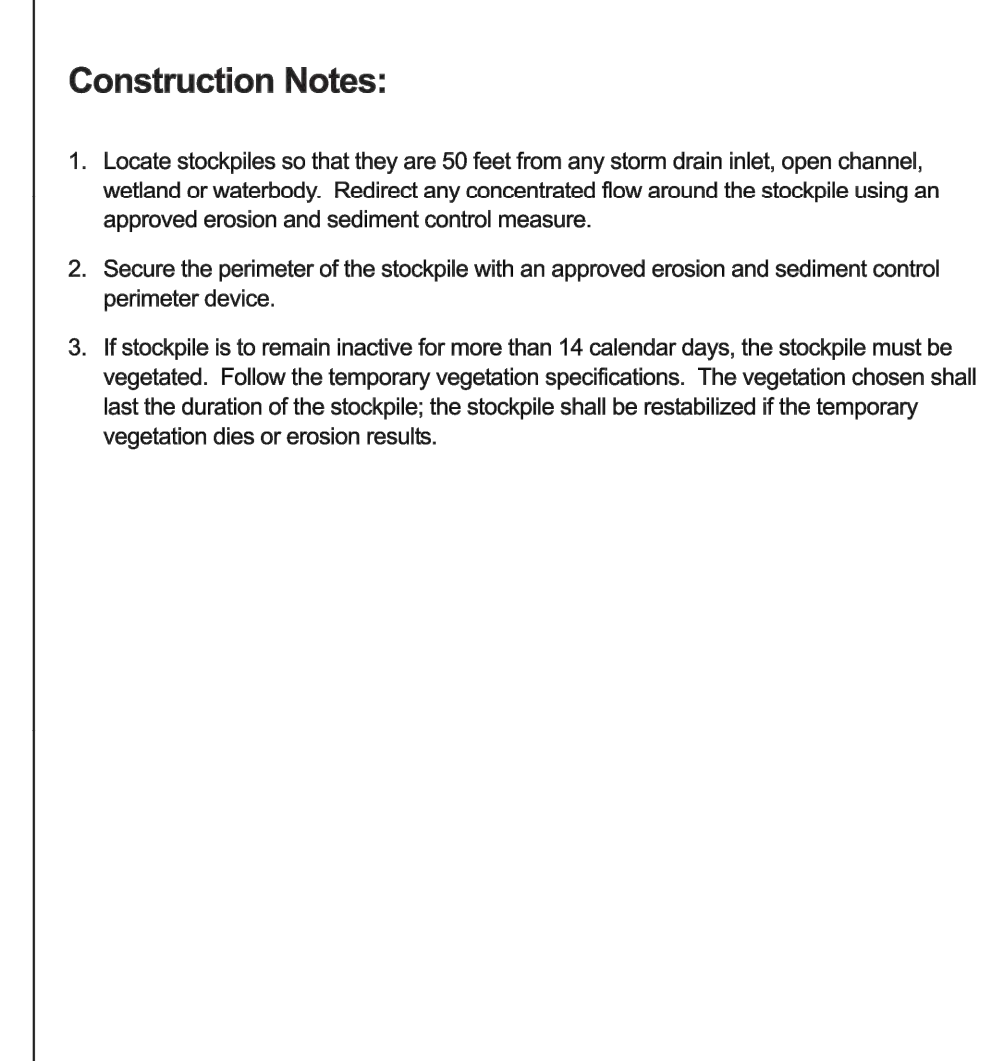 Construction Notes:
1. Locate stockpiles so that they are 50 feet from any storm drain inlet, open channel,
wetland or waterbody.  Redirect any concentrated flow around the stockpile using an
approved erosion and sediment control measure.
2. Secure the perimeter of the stockpile with an approved erosion and sediment control
perimeter device.
3. If stockpile is to remain inactive for more than 14 calendar days, the stockpile must be
vegetated.  Follow the temporary vegetation specifications.  The vegetation chosen shall
last the duration of the stockpile; the stockpile shall be restabilized if the temporary
vegetation dies or erosion results.